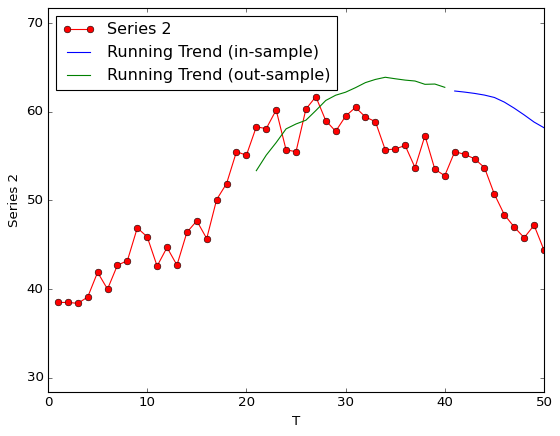 70
60
50
40
30
Series 2
Series 2
Running Trend (in-sample)
Running Trend (out-sample)
0
10
20
30
40
50
T